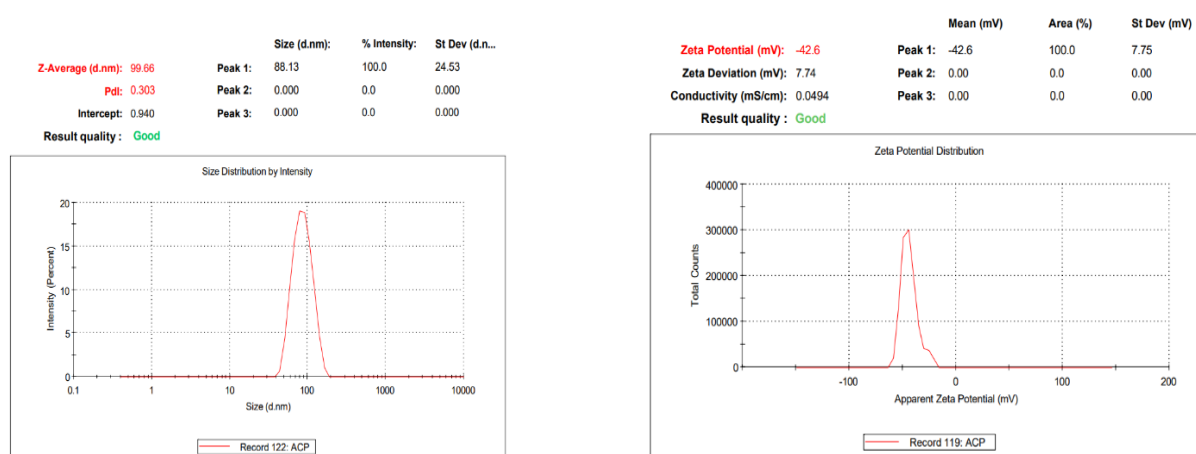 Size (d.nm): % Intensity: St Dev (d.n...
Z-Average (d.nm): 99.66 Peak 1: 88.13 100.0 24.53
PdI: 0.303 Peak 2: 0.000 0.0 0.000
Intercept: 0.940 Peak 3: 0.000 0.0 0.000
Result quality : Good
Size Distribution by Intensity
Intensity (Percent)
20
15
10
5
0
0.1 1 10 100 1000 10000
Size (d.nm)
Record 122: ACP
Mean (mV) Area (%) St Dev (mV)
Zeta Potential (mV): -42.6 Peak 1: -42.6 100.0 7.75
Zeta Deviation (mV): 7.74 Peak 2: 0.00 0.0 0.00
Conductivity (mS/cm): 0.0494 Peak 3: 0.00 0.0 0.00
Result quality : Good
Zeta Potential Distribution
Total Counts
400000
300000
200000
100000
0
-100 0 100 200
Apparent Zeta Potential (mV)
Record 119: ACP